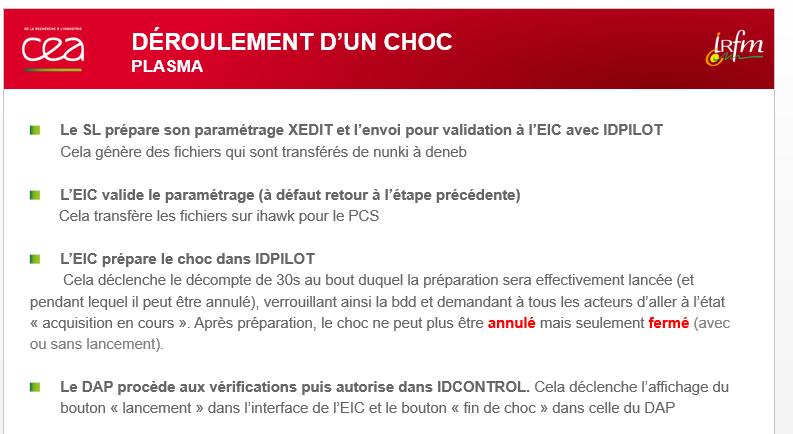 DE LA RECHERCHE À L'INDUSTRIE
cea
DÉROULEMENT D'UN CHOC
PLASMA
IRfm
Le SL prépare son paramétrage XEDIT et l'envoi pour validation à l'EIC avec IDPILOT
Cela génère des fichiers qui sont transférés de nunki à deneb
L'EIC valide le paramétrage (à défaut retour à l'étape précédente)
Cela transfère les fichiers sur ihawk pour le PCS
L'EIC prépare le choc dans IDPILOT
Cela déclenche le décompte de 30s au bout duquel la préparation sera effectivement lancée (et
pendant lequel il peut être annulé), verrouillant ainsi la bdd et demandant à tous les acteurs d'aller à l'état
« acquisition en cours ». Après préparation, le choc ne peut plus être annulé mais seulement fermé (avec
ou sans lancement).
Le DAP procède aux vérifications puis autorise dans IDCONTROL. Cela déclenche l'affichage du
bouton « lancement » dans l'interface de l'EIC et le bouton « fin de choc » dans celle du DAP